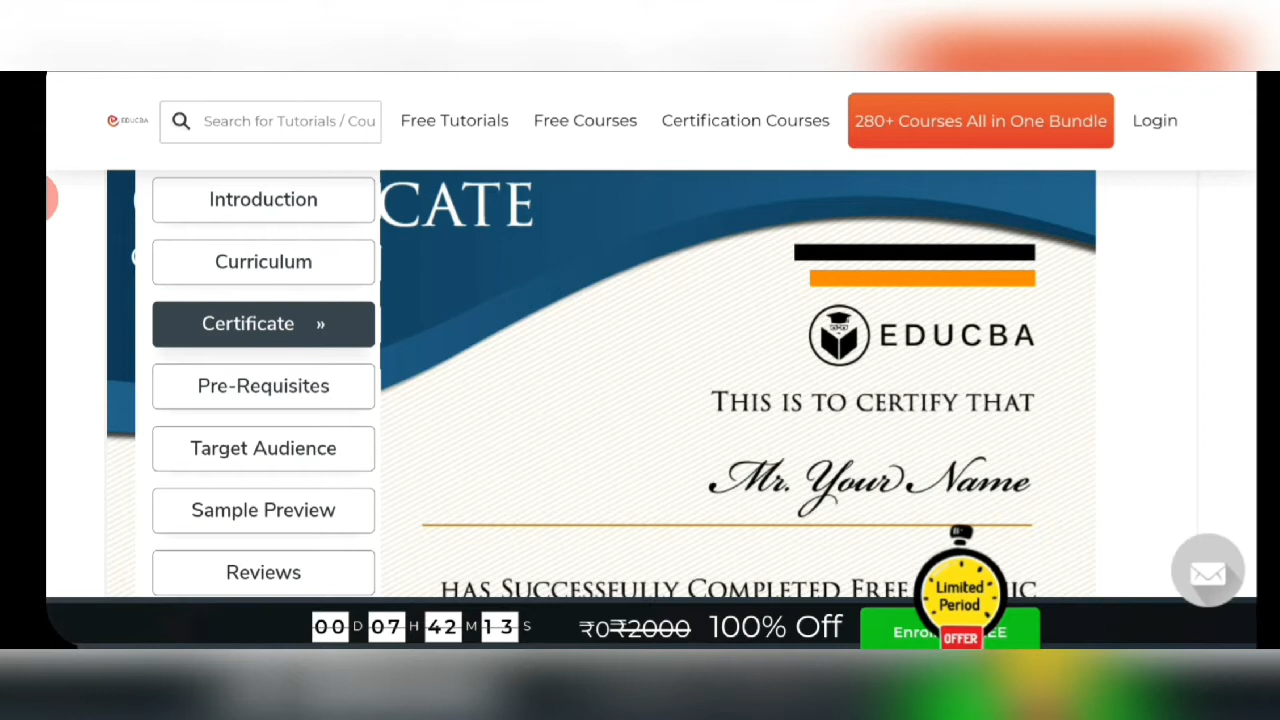 EDUCBA
Search for Tutorials / Cou
Free Tutorials
Free Courses
Certification Courses
280+ Courses All in One Bundle
Login
Introduction
Curriculum
Certificate »
Pre-Requisites
Target Audience
Sample Preview
Reviews
CATE
EDUCBA
THIS IS TO CERTIFY THAT
Mr. Your Name
HAS SUCCESSFULLY COMPLETED FREE
00 D 07 H 42 M 13 S
₹0 ₹2000 100% Off
Limited
Period
OFFER